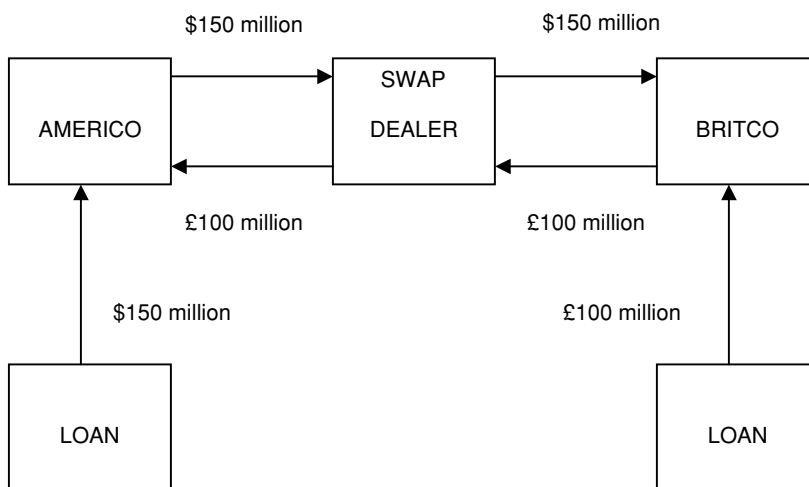 $150 million
$150 million
SWAP
DEALER
AMERICO
BRITCO
£100 million
£100 million
$150 million
£100 million
LOAN
LOAN